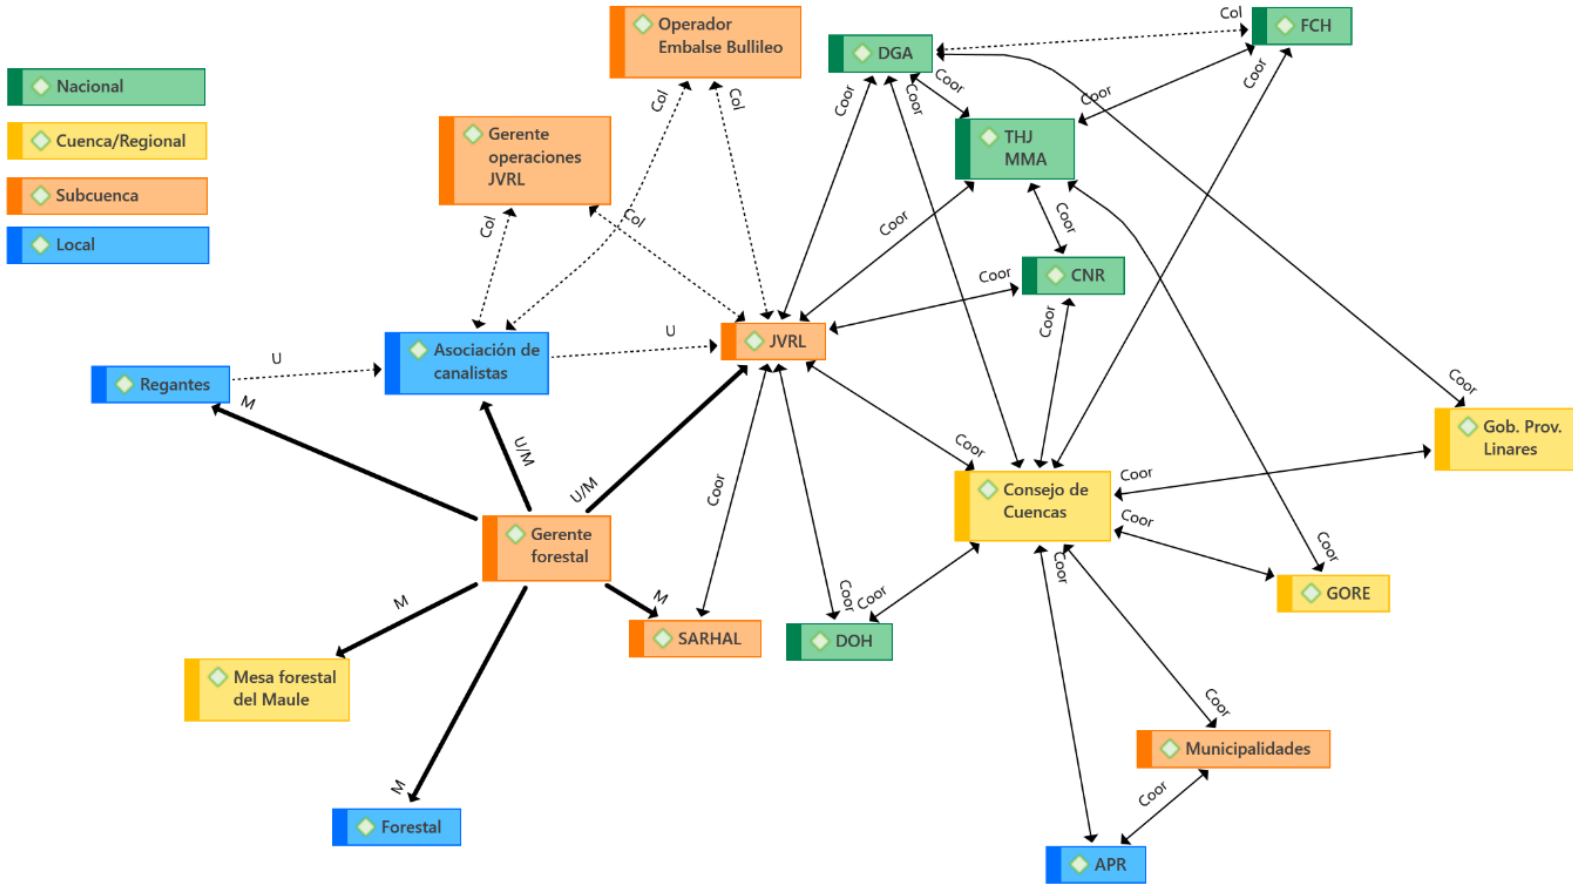 Nacional
Cuenca/Regional
Subcuenca
Local
Operador
Embalse Bullileo
DGA
FCH
Gerente
operaciones
JVRL
THJ
MMA
CNR
JVRL
Asociación de
canalistas
Regantes
Gob. Prov.
Linares
Consejo de
Cuencas
Gerente
forestal
GORE
SARHAL
DOH
Mesa forestal
del Maule
Municipalidades
Forestal
APR
Col
Col
Col
Col
Col
Coor
Coor
Coor
Coor
Coor
Coor
Coor
Coor
Coor
Coor
U
U
M
U/M
U/M
M
M
M
Coor
Coor
Coor
Coor
Coor
Coor
Coor
Coor
Coor
Coor
Coor